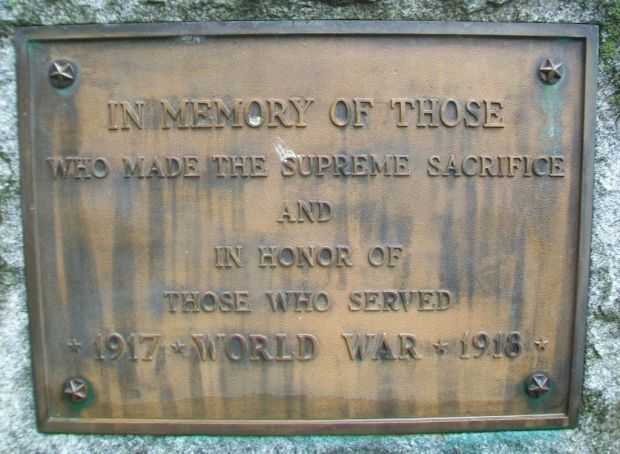 IN MEMORY OF THOSE
WHO MADE THE SUPREME SACRIFICE
AND
IN HONOR OF
THOSE WHO SERVED
★ 1917 ★ WORLD WAR ★ 1918 ★